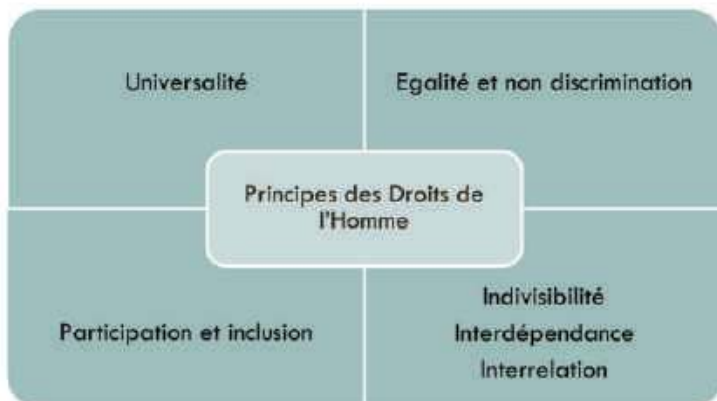 Universalité
Egalité et non discrimination
Principes des Droits de
l'Homme
Participation et inclusion
Indivisibilité
Interdépendance
Interrelation